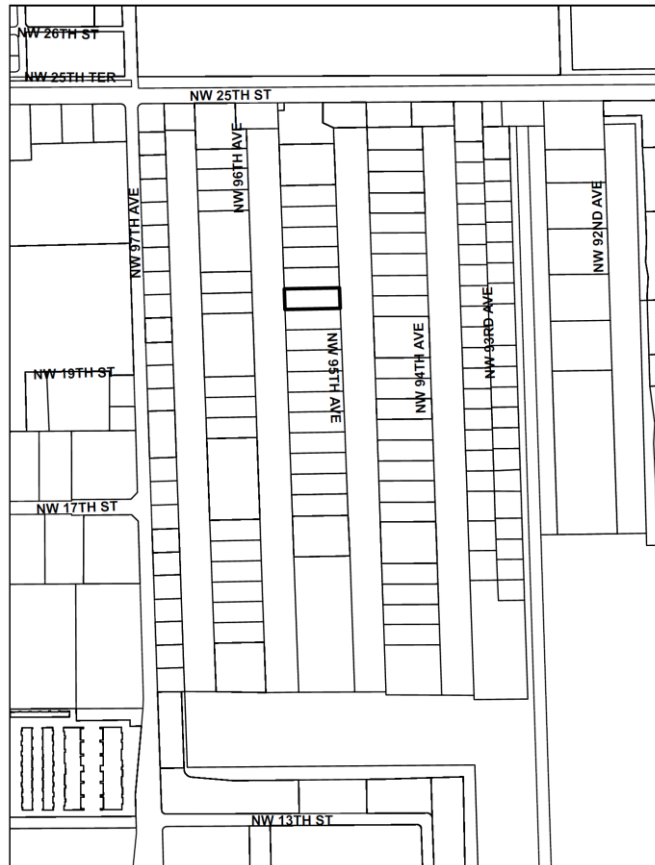 NW 26TH ST
NW 25TH TER
NW 25TH ST
NW 96TH AVE
NW 97TH AVE
NW 92ND AVE
NW 93RD AVE
NW 95TH AVE
NW 94TH AVE
NW 19TH ST
NW 17TH ST
NW 13TH ST